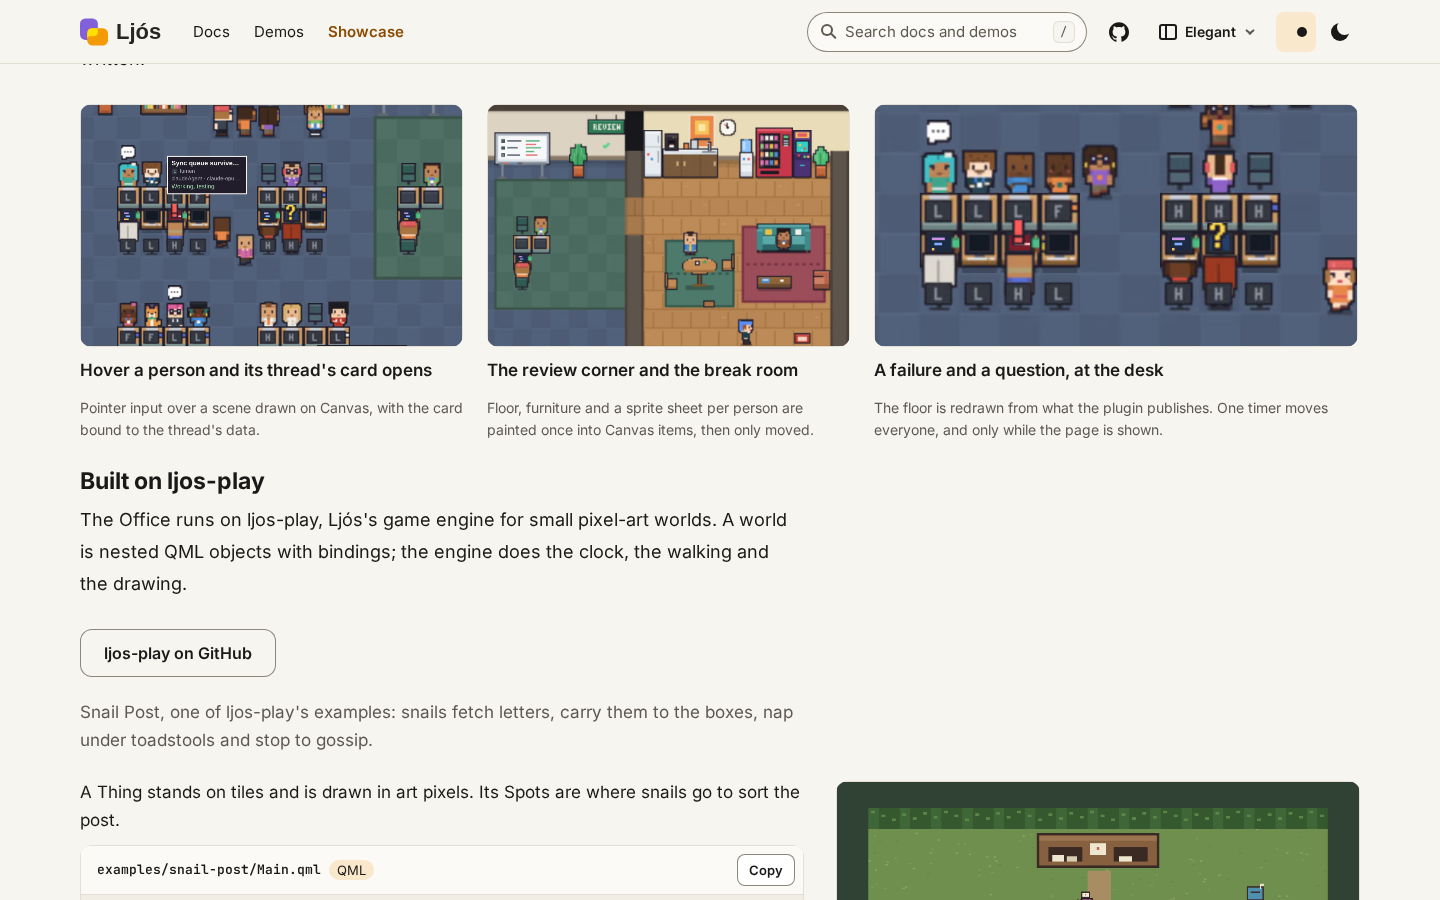 Ljós
Docs
Demos
Showcase
Search docs and demos
/
Elegant
Sync queue survive...
Working, testing
L L L F
H H H
?
L L H L
H H H
F F L L
H H L L
REVIEW
L L L F
H H H
?
L L H L
H H H
Hover a person and its thread's card opens
Pointer input over a scene drawn on Canvas, with the card
bound to the thread's data.
The review corner and the break room
Floor, furniture and a sprite sheet per person are
painted once into Canvas items, then only moved.
A failure and a question, at the desk
The floor is redrawn from what the plugin publishes. One timer moves
everyone, and only while the page is shown.
Built on ljos-play
The Office runs on ljos-play, Ljós's game engine for small pixel-art worlds. A world
is nested QML objects with bindings; the engine does the clock, the walking and
the drawing.
ljos-play on GitHub
Snail Post, one of ljos-play's examples: snails fetch letters, carry them to the boxes, nap
under toadstools and stop to gossip.
A Thing stands on tiles and is drawn in art pixels. Its Spots are where snails go to sort the
post.
examples/snail-post/Main.qml
QML
Copy